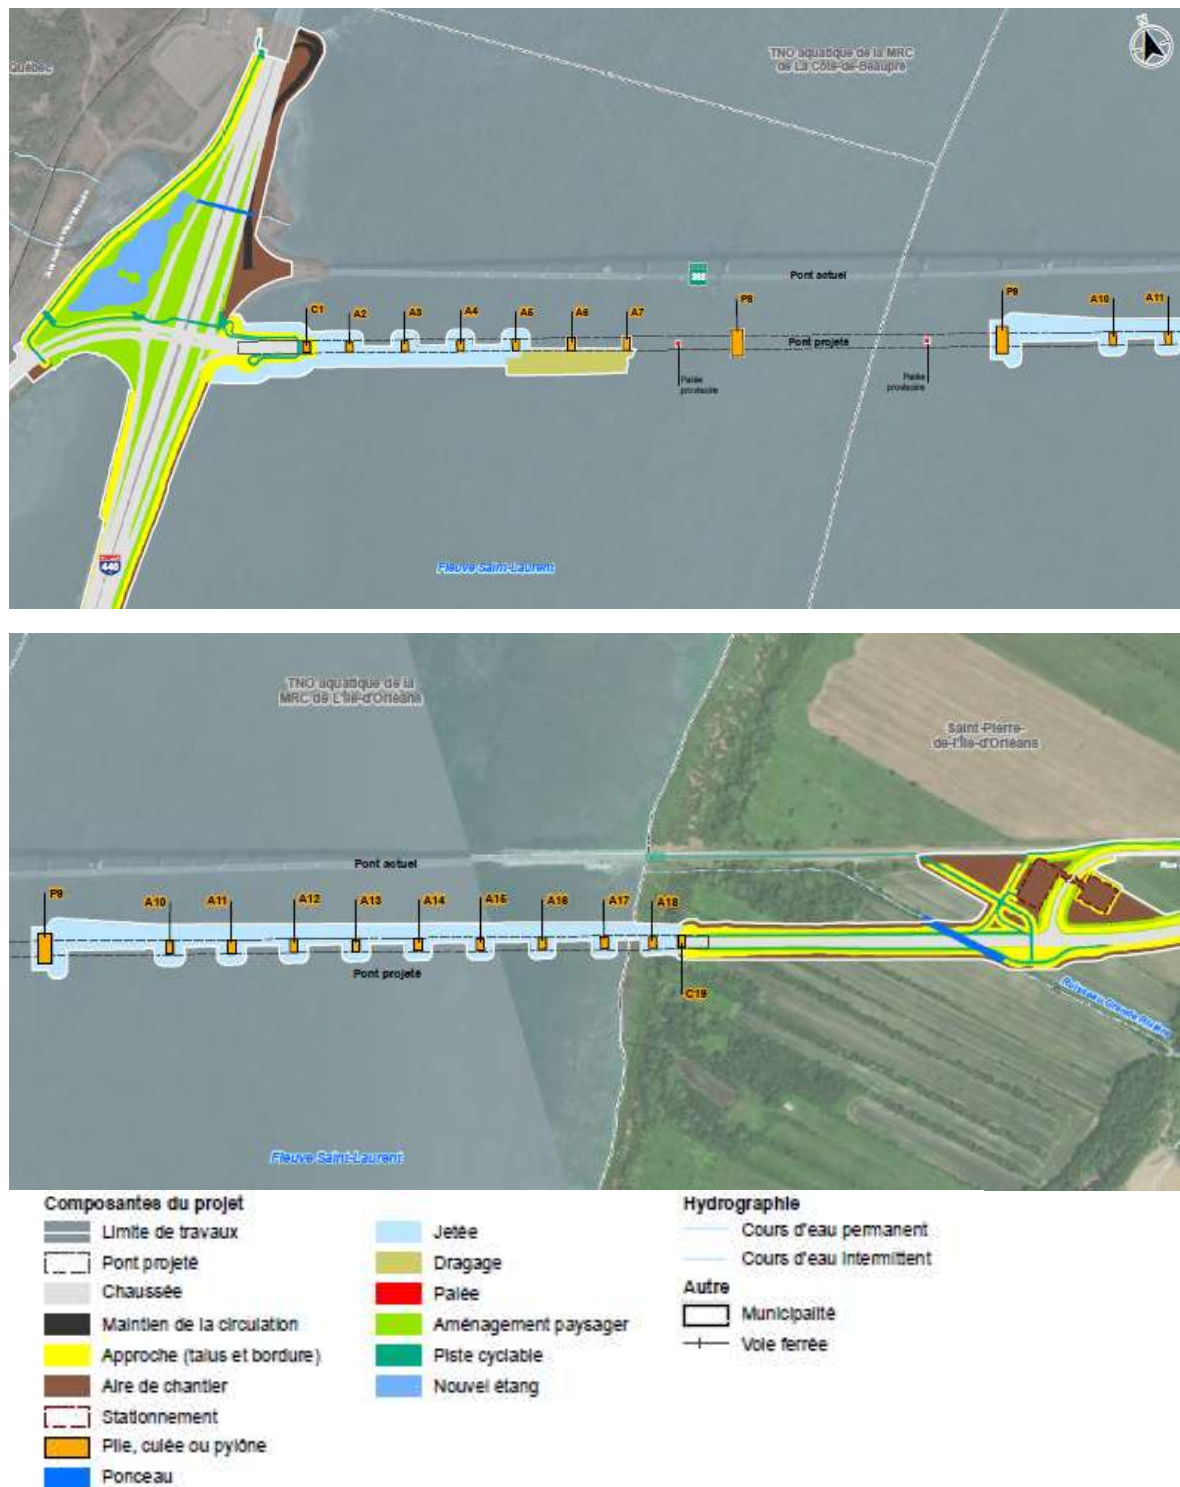 Québec
TNO aquatique de la MRC
de La Côte-de-Beaupré
N
368
Pont actuel
C1
A2
A3
A4
A5
A6
A7
P8
P9
A10
A11
Pont projeté
Palée
provisoire
Palée
provisoire
440
Fleuve Saint-Laurent
TNO aquatique de la
MRC de L'Île-d'Orléans
Saint-Pierre-
de-l'Île-d'Orléans
Pont actuel
Rue
P9
A10
A11
A12
A13
A14
A15
A16
A17
A18
Pont projeté
C19
Ruisseau Grande Rivière
Fleuve Saint-Laurent
Composantes du projet
Limite de travaux
Pont projeté
Chaussée
Maintien de la circulation
Approche (talus et bordure)
Aire de chantier
Stationnement
Pile, culée ou pylône
Ponceau
Jetée
Dragage
Palée
Aménagement paysager
Piste cyclable
Nouvel étang
Hydrographie
Cours d'eau permanent
Cours d'eau intermittent
Autre
Municipalité
Voie ferrée